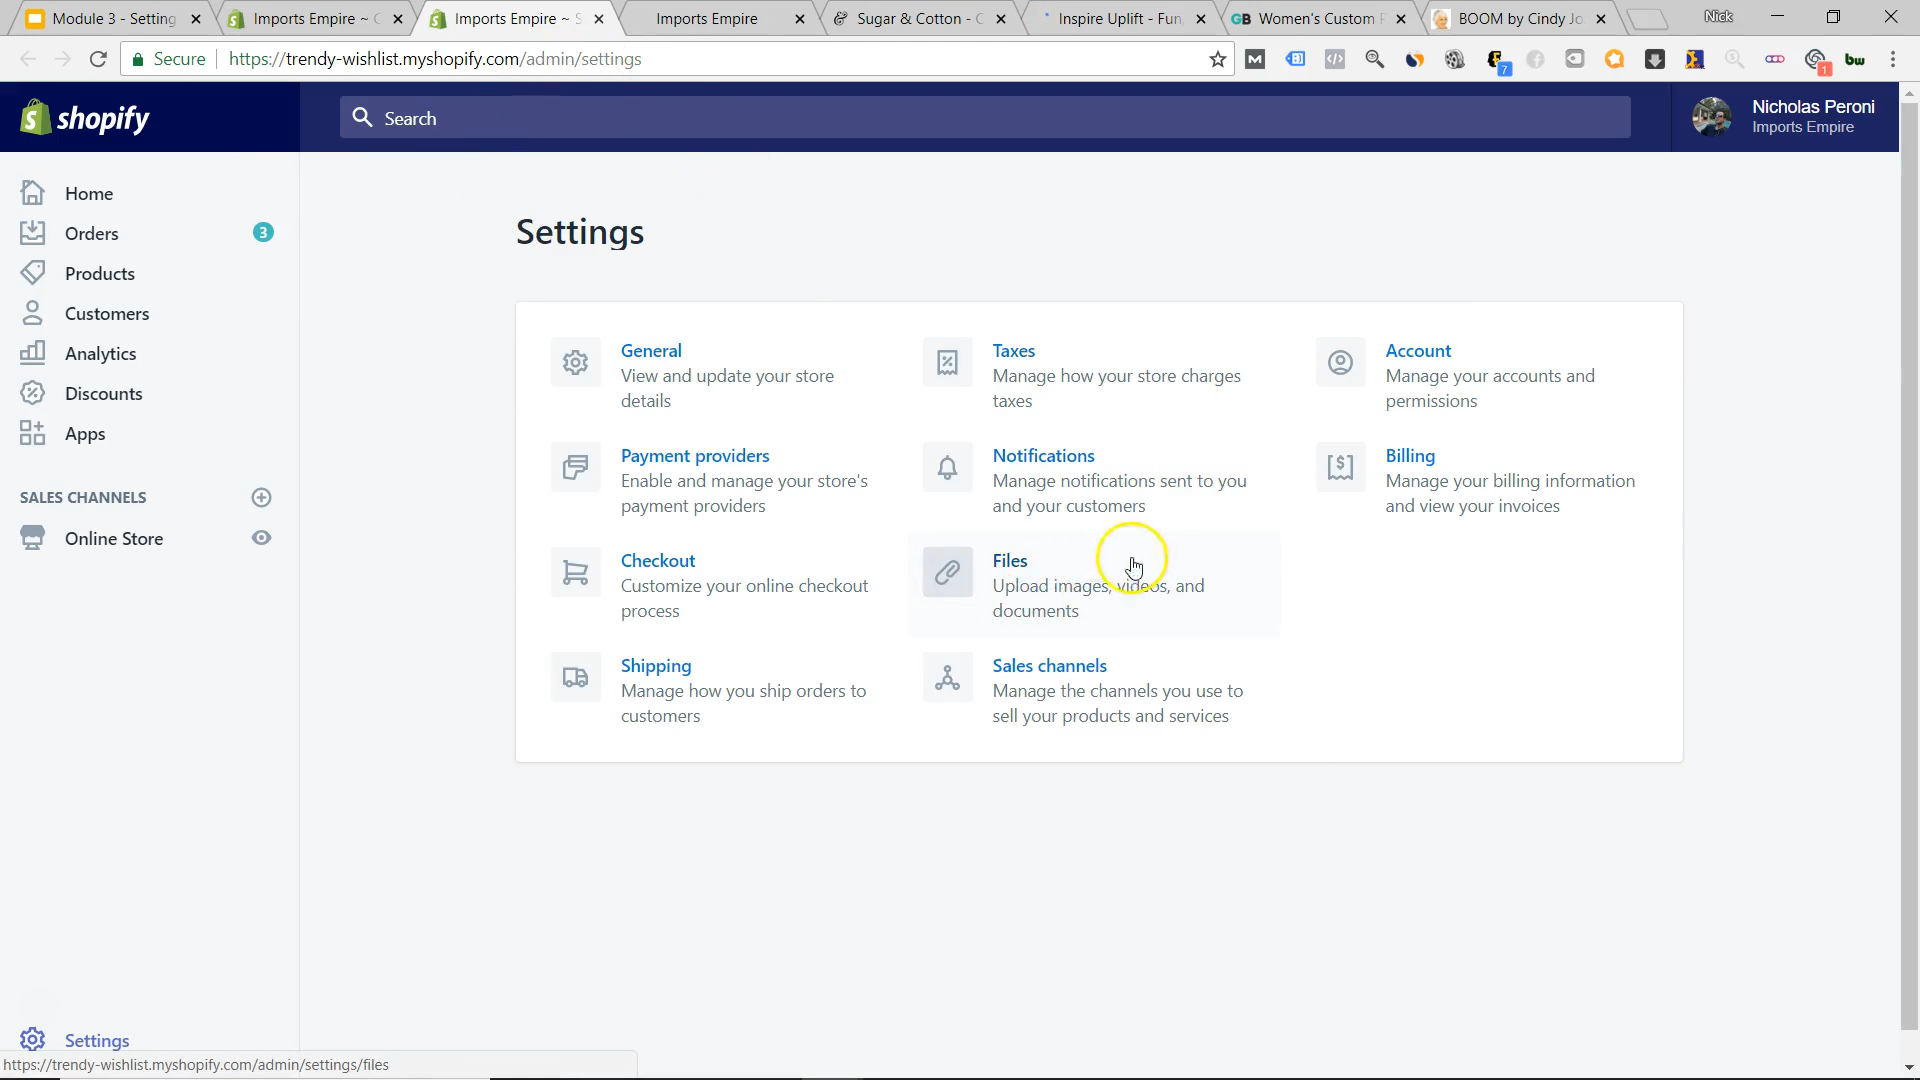 Module 3 - Setting
Imports Empire ~ C
Imports Empire ~ S
Imports Empire
Sugar & Cotton - C
Inspire Uplift - Fun,
GB Women's Custom P
BOOM by Cindy Jo
Nick
Secure
https://trendy-wishlist.myshopify.com/admin/settings
M
7
1
bw
shopify
Search
Nicholas Peroni
Imports Empire
Home
Orders
3
Products
Customers
Analytics
Discounts
Apps
SALES CHANNELS
Online Store
Settings
Settings
General
View and update your store
details
Taxes
Manage how your store charges
taxes
Account
Manage your accounts and
permissions
Payment providers
Enable and manage your store's
payment providers
Notifications
Manage notifications sent to you
and your customers
Billing
Manage your billing information
and view your invoices
Checkout
Customize your online checkout
process
Files
Upload images, videos, and
documents
Shipping
Manage how you ship orders to
customers
Sales channels
Manage the channels you use to
sell your products and services
https://trendy-wishlist.myshopify.com/admin/settings/files